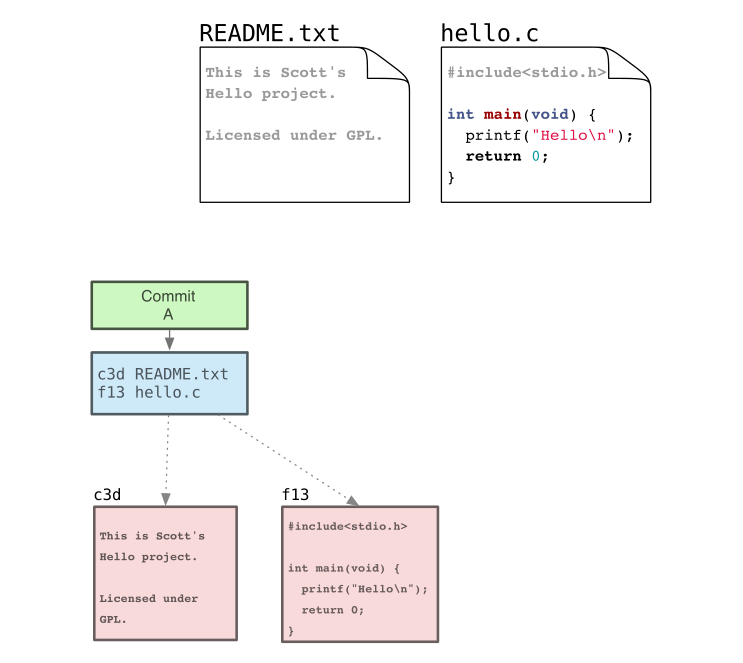 README.txt
This is Scott's
Hello project.
Licensed under GPL.
hello.c
#include<stdio.h>
int main(void) {
  printf("Hello\n");
  return 0;
}
Commit
A
c3d README.txt
f13 hello.c
c3d
This is Scott's
Hello project.
Licensed under
GPL.
f13
#include<stdio.h>
int main(void) {
  printf("Hello\n");
  return 0;
}